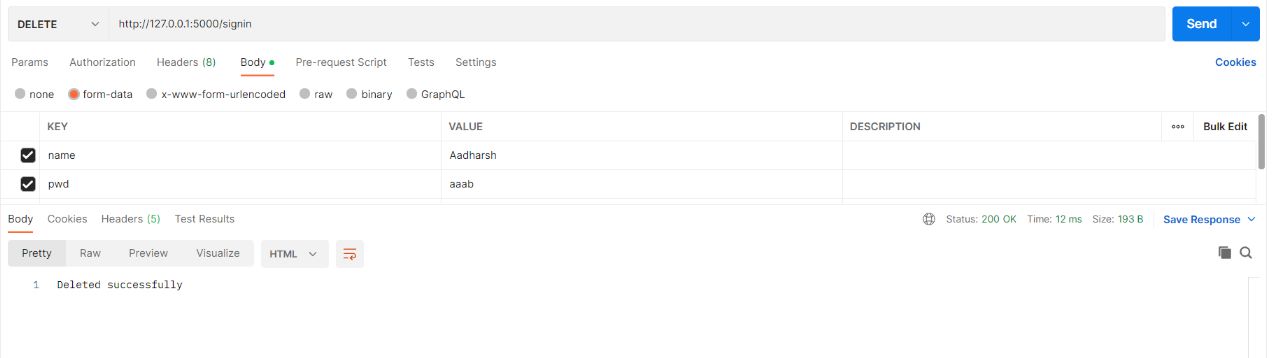 DELETE http://127.0.0.1:5000/signin Send
Params Authorization Headers (8) Body Pre-request Script Tests Settings Cookies
none form-data x-www-form-urlencoded raw binary GraphQL
KEY VALUE DESCRIPTION ooo Bulk Edit
name Aadharsh
pwd aaab
Body Cookies Headers (5) Test Results Status: 200 OK Time: 12 ms Size: 193 B Save Response
Pretty Raw Preview Visualize HTML
1 Deleted successfully